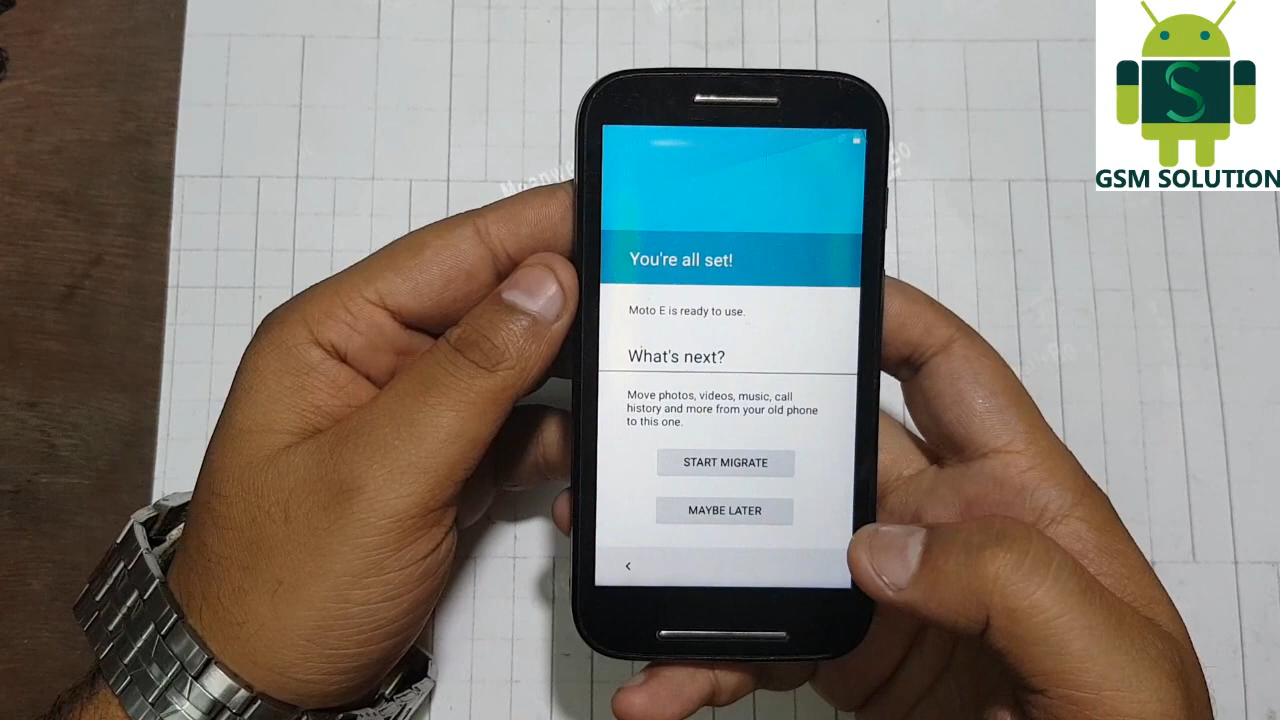 GSM SOLUTION
You're all set!
Moto E is ready to use.
What's next?
Move photos, videos, music, call
history and more from your old phone
to this one.
START MIGRATE
MAYBE LATER